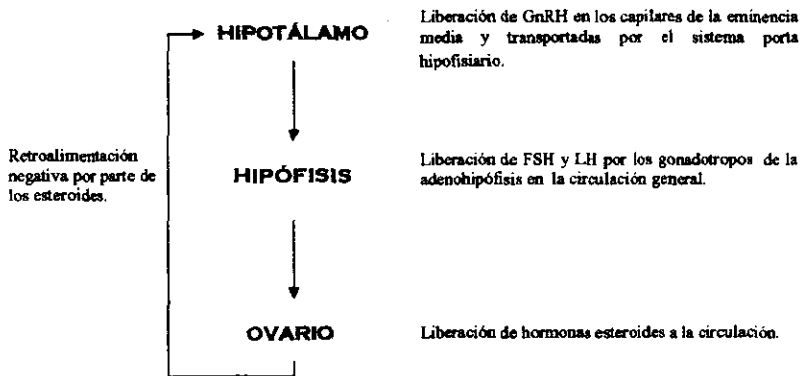 HIPOTÁLAMO
Liberación de GnRH en los capilares de la eminencia
media y transportadas por el sistema porta
hipofisiario.
Retroalimentación
negativa por parte de
los esteroides.
HIPÓFISIS
Liberación de FSH y LH por los gonadotropos de la
adenohipófisis en la circulación general.
OVARIO
Liberación de hormonas esteroides a la circulación.